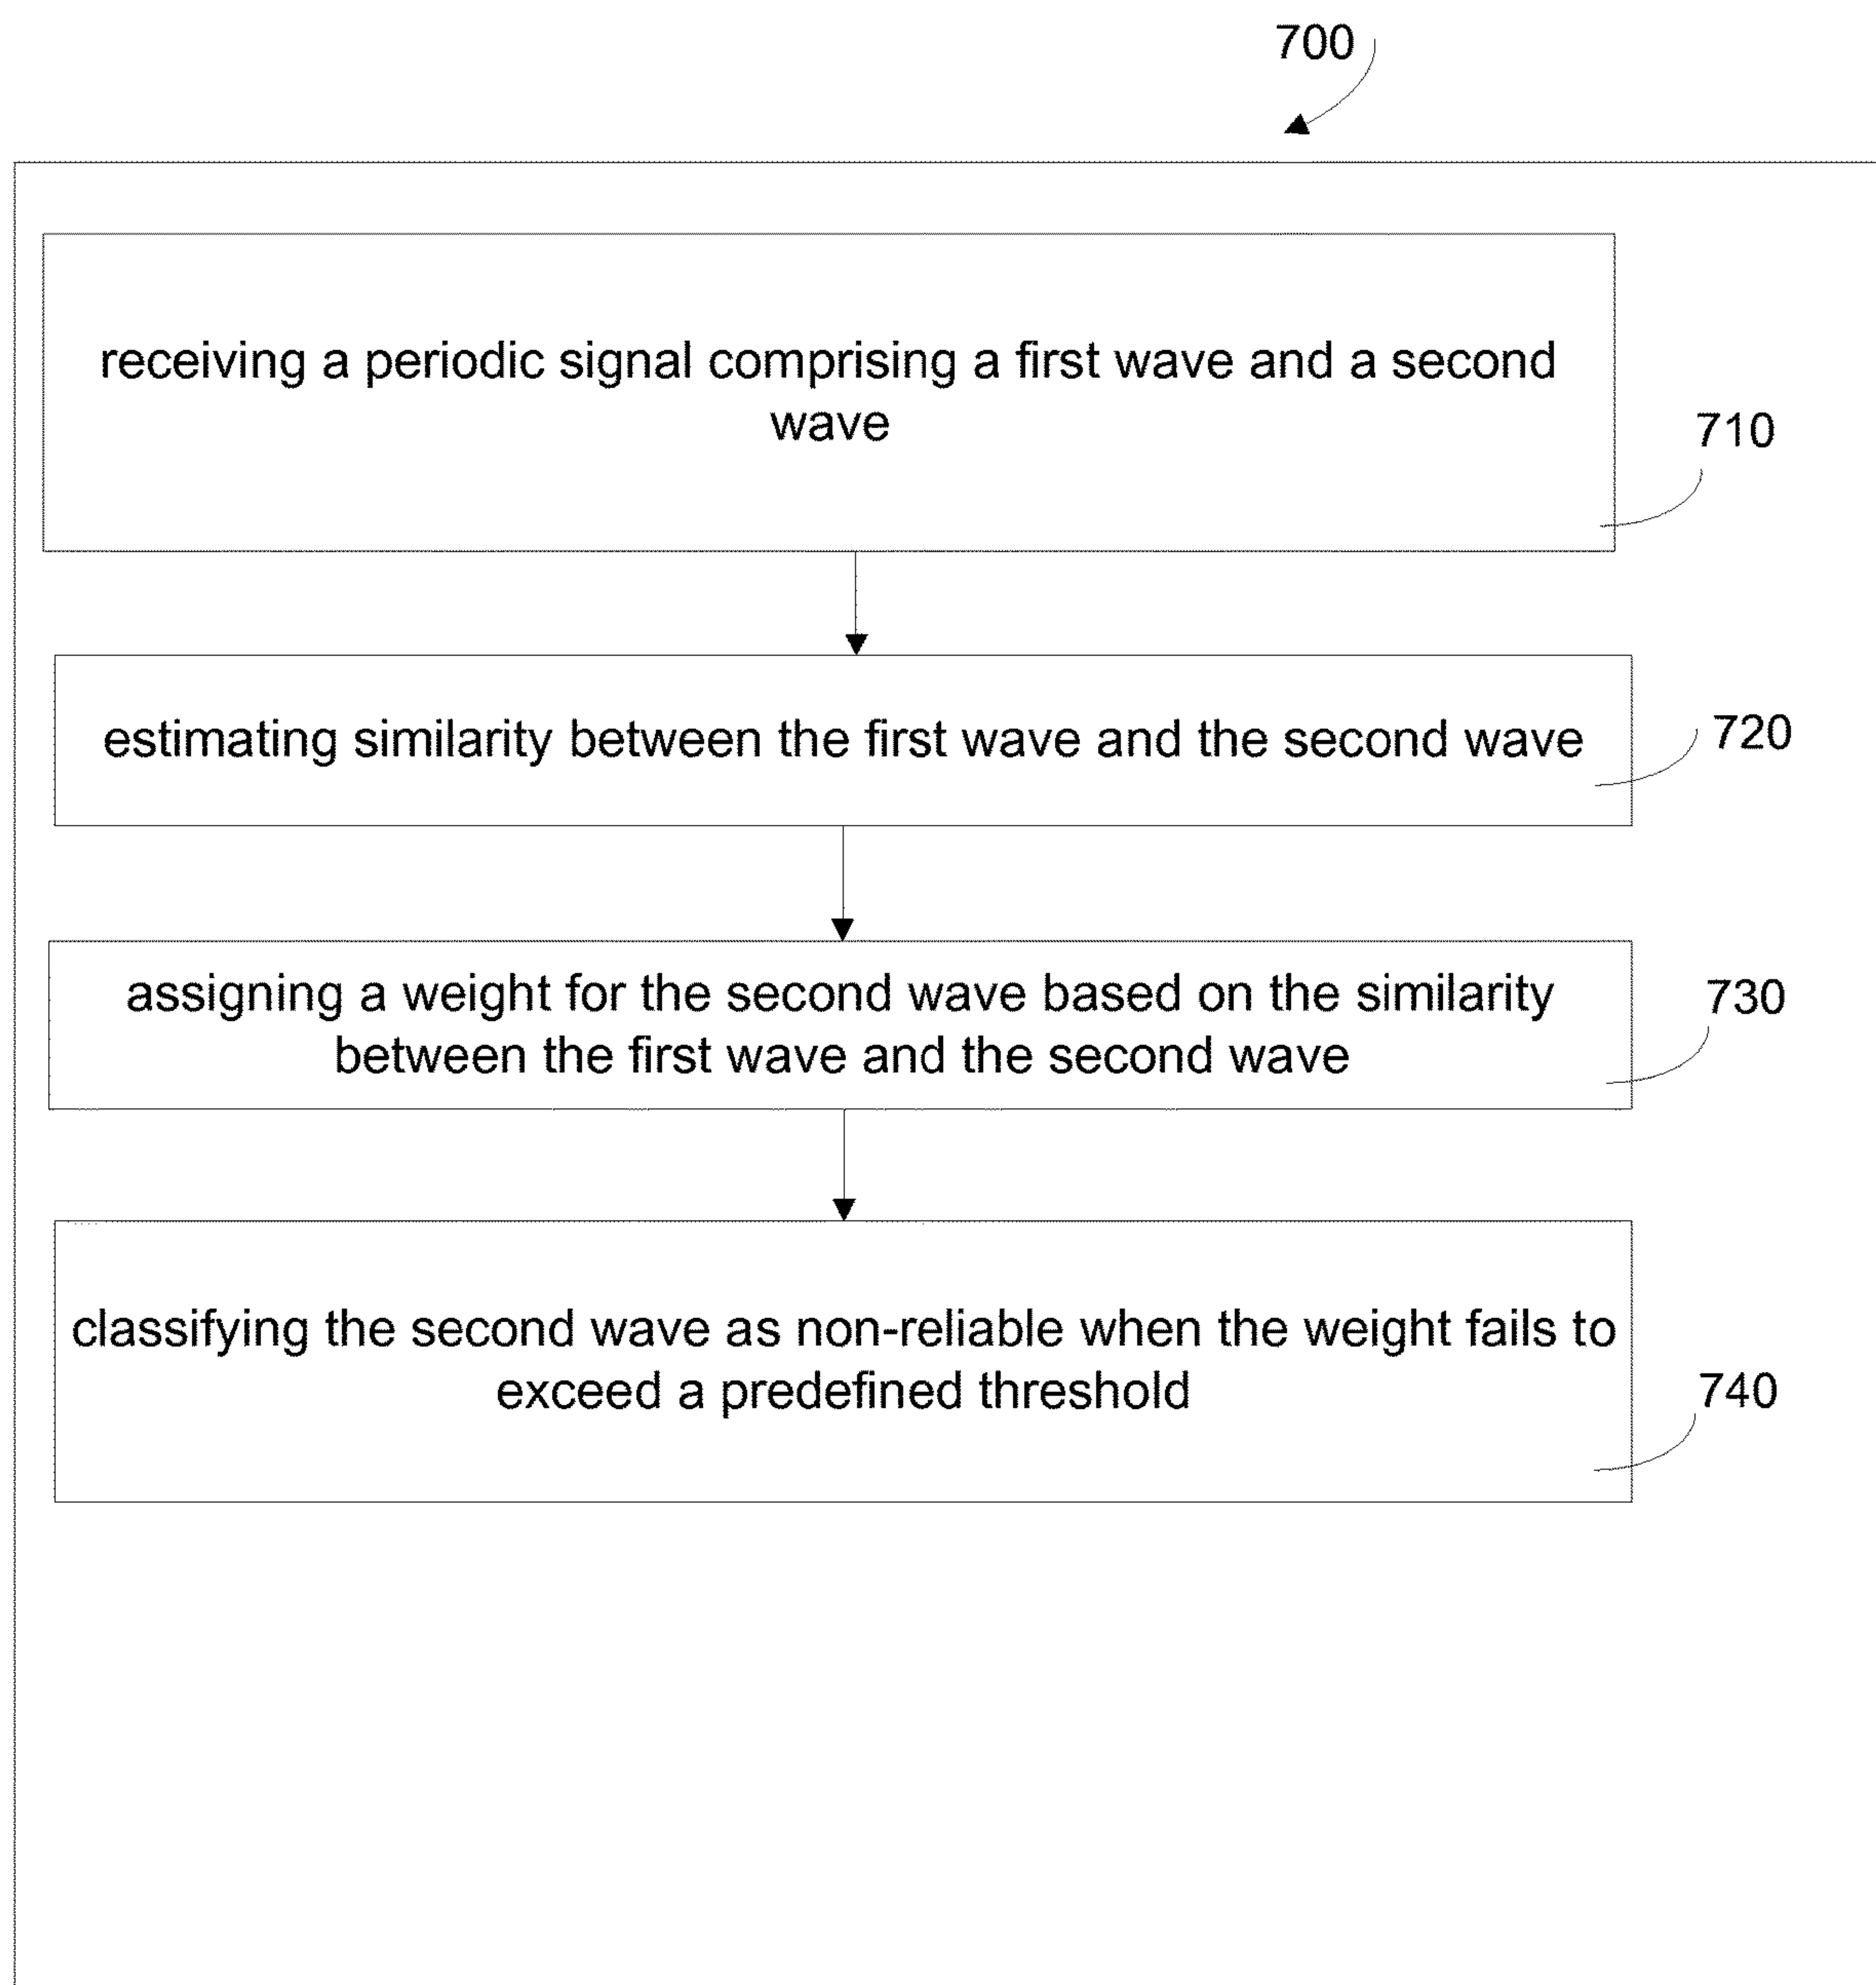 700
receiving a periodic signal comprising a first wave and a second
wave
710
estimating similarity between the first wave and the second wave
720
assigning a weight for the second wave based on the similarity
between the first wave and the second wave
730
classifying the second wave as non-reliable when the weight fails to
exceed a predefined threshold
740